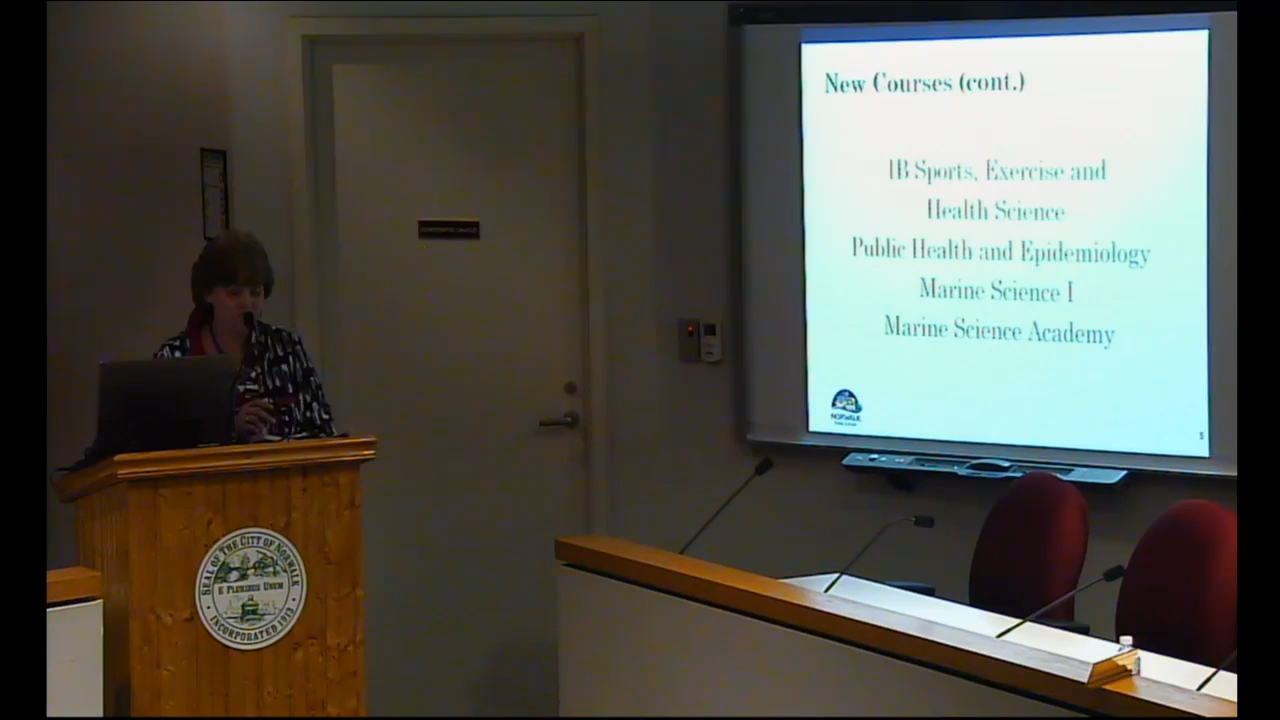 New Courses (cont.)
IB Sports, Exercise and
Health Science
Public Health and Epidemiology
Marine Science I
Marine Science Academy
NORWALK
5
SEAL OF THE CITY OF NORWALK
E PLURIBUS UNUM
INCORPORATED 1913